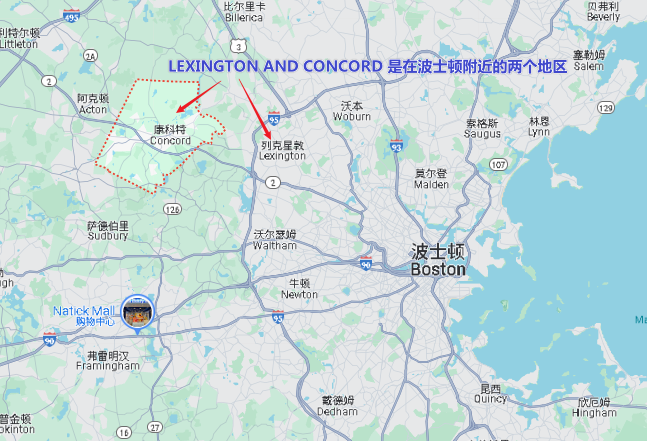 495
比尔里卡
Billerica
贝弗利
Beverly
利特尔顿
Littleton
3
2A
塞勒姆
Salem
LEXINGTON AND CONCORD 是在波士顿附近的两个地区
阿克顿
Acton
沃本
Woburn
129
95
索格斯
Saugus
林恩
Lynn
康科特
Concord
列克星敦
Lexington
93
107
2
莫尔登
Malden
126
萨德伯里
Sudbury
沃尔瑟姆
Waltham
波士顿
Boston
90
牛顿
Newton
Natick Mall
购物中心
95
90
弗雷明汉
Framingham
昆西
Quincy
欣厄姆
Hingham
戴德姆
Dedham
普金顿
16
27